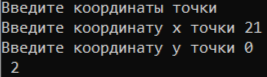 Введите координаты точки
Введите координату x точки 21
Введите координату y точки 0
2